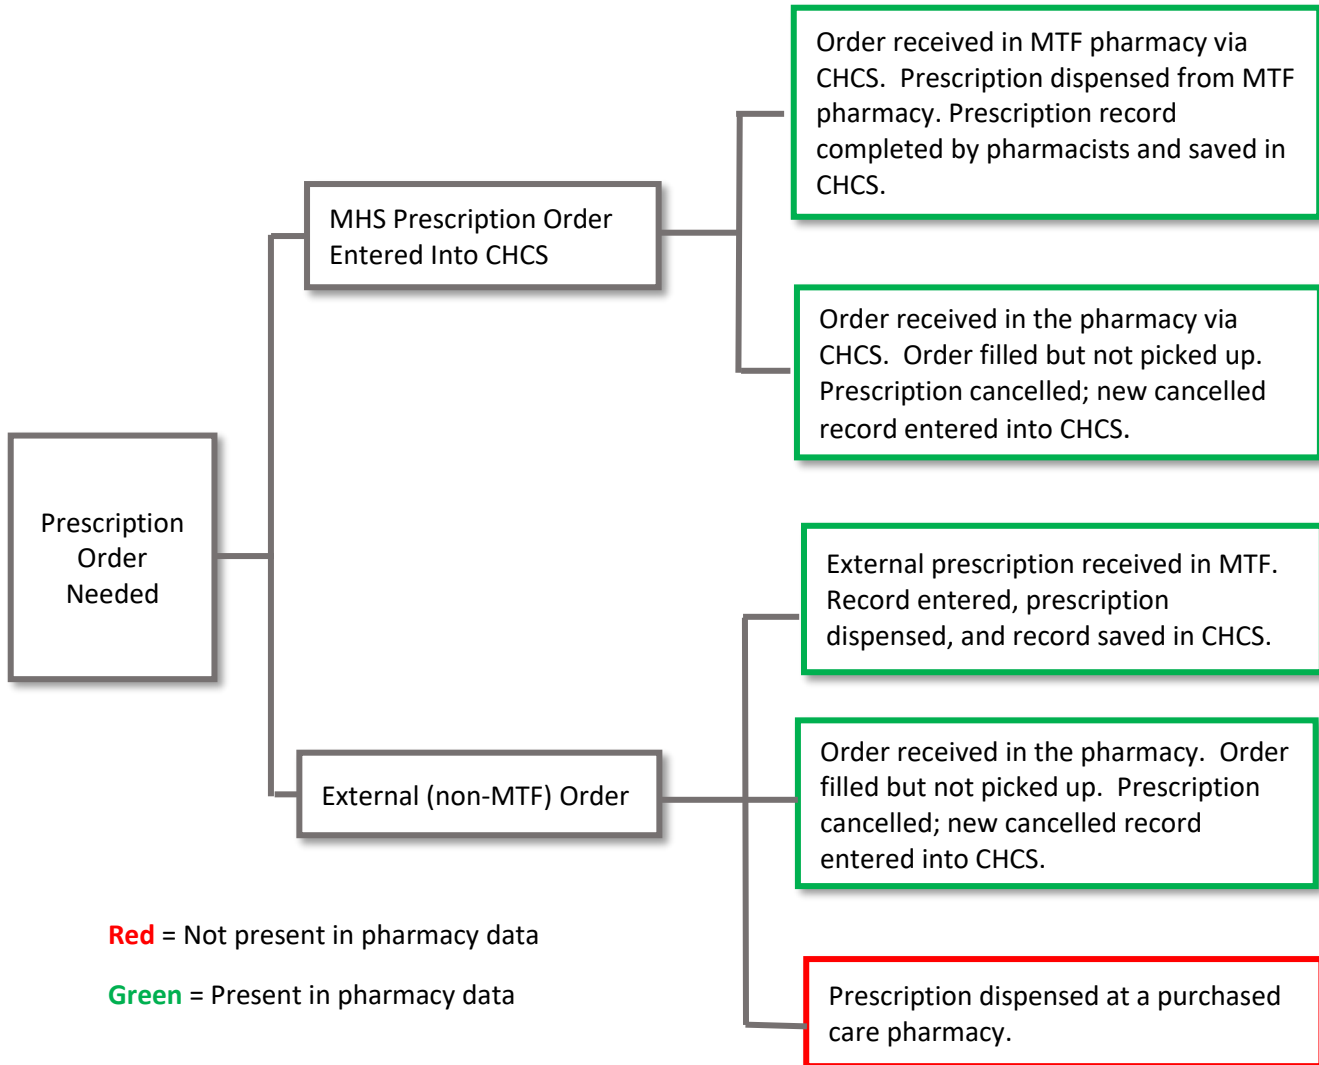 Prescription
Order
Needed
MHS Prescription Order
Entered Into CHCS
Order received in MTF pharmacy via
CHCS.  Prescription dispensed from MTF
pharmacy. Prescription record
completed by pharmacists and saved in
CHCS.
Order received in the pharmacy via
CHCS.  Order filled but not picked up.
Prescription cancelled; new cancelled
record entered into CHCS.
External (non-MTF) Order
External prescription received in MTF.
Record entered, prescription
dispensed, and record saved in CHCS.
Order received in the pharmacy.  Order
filled but not picked up.  Prescription
cancelled; new cancelled record
entered into CHCS.
Prescription dispensed at a purchased
care pharmacy.
Red = Not present in pharmacy data
Green = Present in pharmacy data